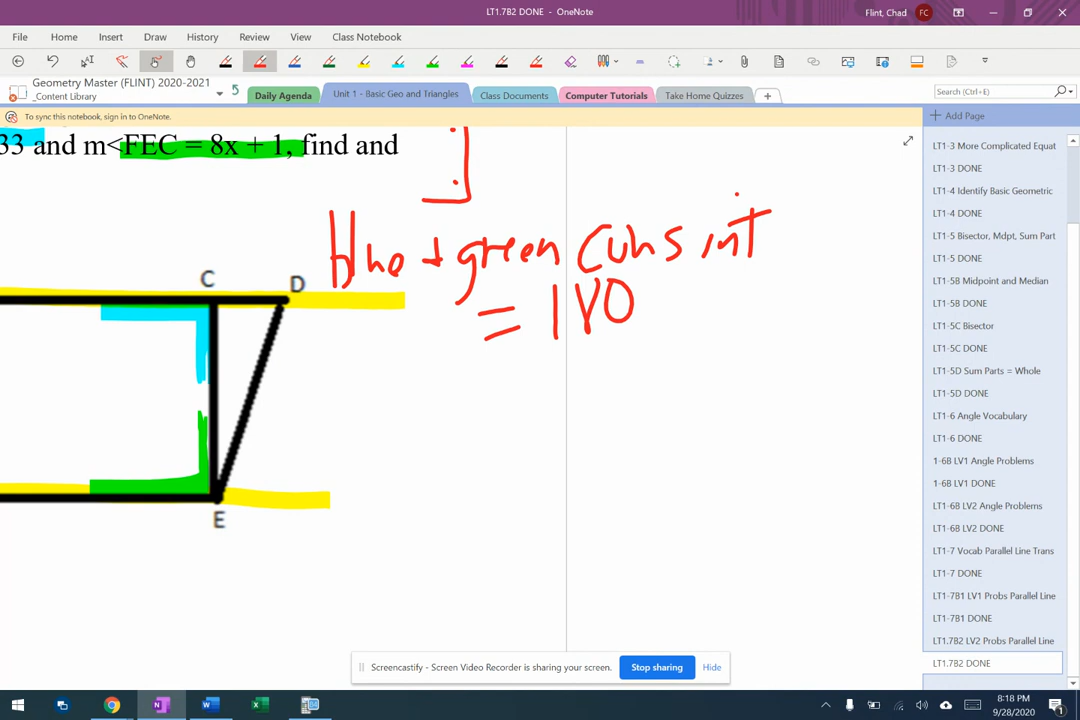 LT1.7B2 DONE - OneNote
Flint, Chad FC
File Home Insert Draw History Review View Class Notebook
Geometry Master (FLINT) 2020-2021
_Content Library
Daily Agenda Unit 1 - Basic Geo and Triangles Class Documents Computer Tutorials Take Home Quizzes
Search (Ctrl+E)
To sync this notebook, sign in to OneNote.
Add Page
33 and m<FEC = 8x + 1, find and
blue + green cons int
= 180
C D
E
LT1-3 More Complicated Equat
LT1-3 DONE
LT1-4 Identify Basic Geometric
LT1-4 DONE
LT1-5 Bisector, Mdpt, Sum Part
LT1-5 DONE
LT1-5B Midpoint and Median
LT1-5B DONE
LT1-5C Bisector
LT1-5C DONE
LT1-5D Sum Parts = Whole
LT1-5D DONE
LT1-6 Angle Vocabulary
LT1-6 DONE
1-6B LV1 Angle Problems
1-6B LV1 DONE
LT1-6B LV2 Angle Problems
LT1-6B LV2 DONE
LT1-7 Vocab Parallel Line Trans
LT1-7 DONE
LT1-7B1 LV1 Probs Parallel Line
LT1-7B1 DONE
LT1.7B2 LV2 Probs Parallel Line
LT1.7B2 DONE
Screencastify - Screen Video Recorder is sharing your screen. Stop sharing Hide
8:18 PM
9/28/2020